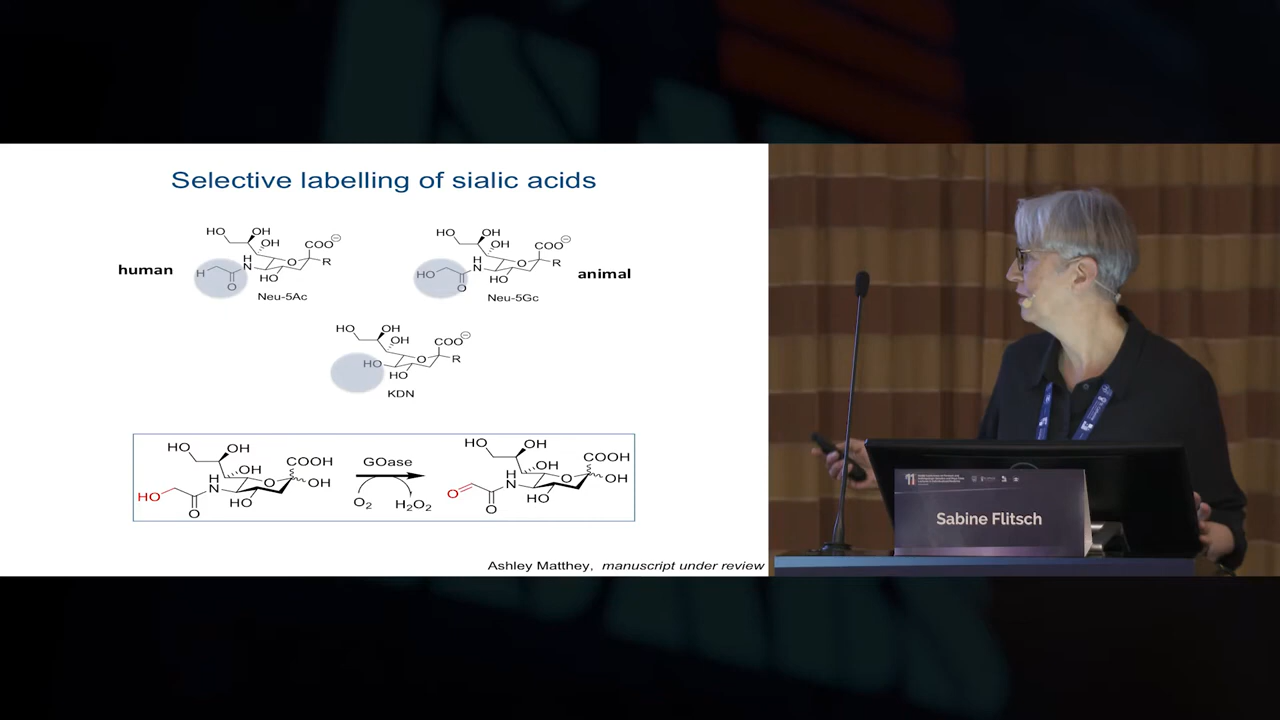 Selective labelling of sialic acids
HO OH
OH COO⊖
human H H N O R
O HO
Neu-5Ac
HO OH
OH COO⊖
HO H N O R animal
O HO
Neu-5Gc
HO OH
OH COO⊖
HO O R
HO
KDN
HO OH
OH COOH
HO H N O OH
O HO
GOase
O2 H2O2
HO OH
OH COOH
O H N O OH
O HO
Ashley Matthey, manuscript under review
11
Sabine Flitsch